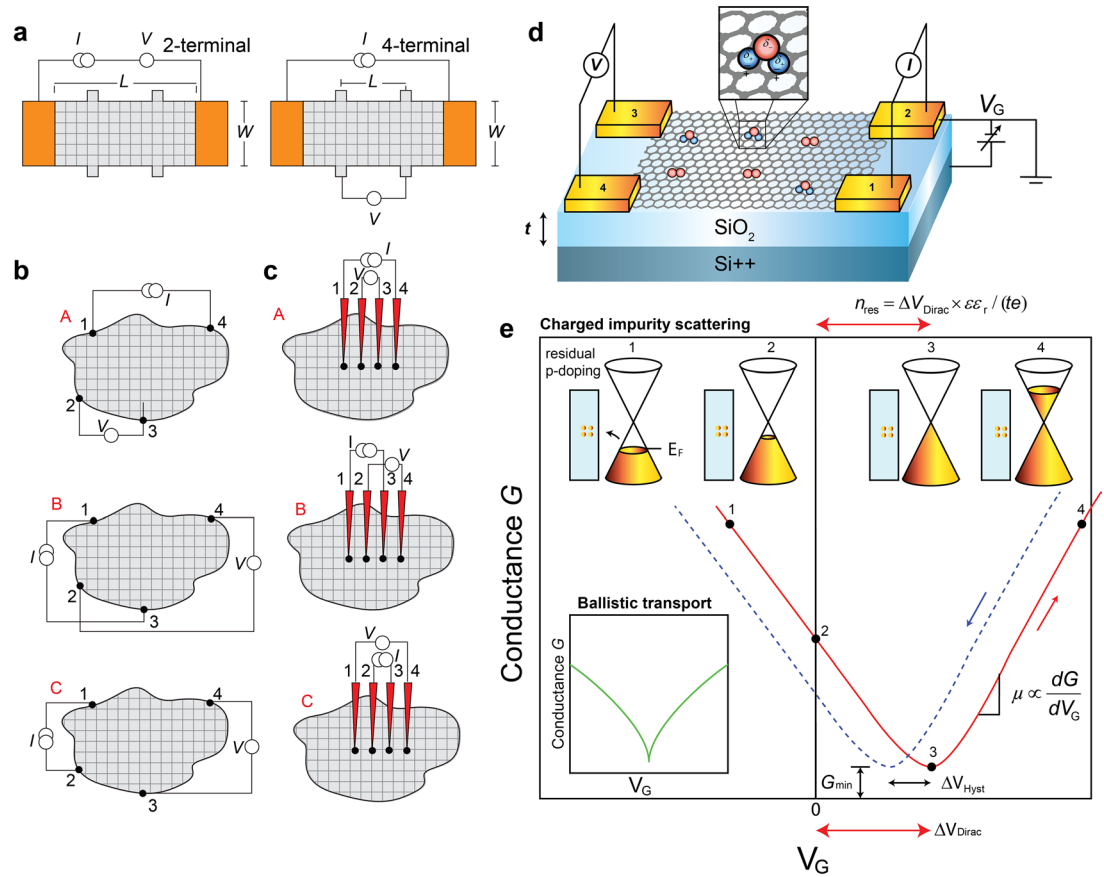 a
I
V
2-terminal
L
W
I
4-terminal
L
W
V
b
A
I
1
4
2
V
3
B
1
4
I
V
2
3
C
1
4
I
V
2
3
c
I
V
1 2 3 4
A
I
V
1 2 3 4
B
V
I
1 2 3 4
C
d
δ-
δ+
δ+
+
+
V
I
3
2
4
1
V_G
t
SiO₂
Si++
n_res = ΔV_Dirac × εε_r / (te)
e
Charged impurity scattering
1
2
3
4
residual
p-doping
E_F
1
4
2
3
Ballistic transport
Conductance G
V_G
μ ∝ dG/dV_G
G_min
ΔV_Hyst
Conductance G
0
ΔV_Dirac
V_G